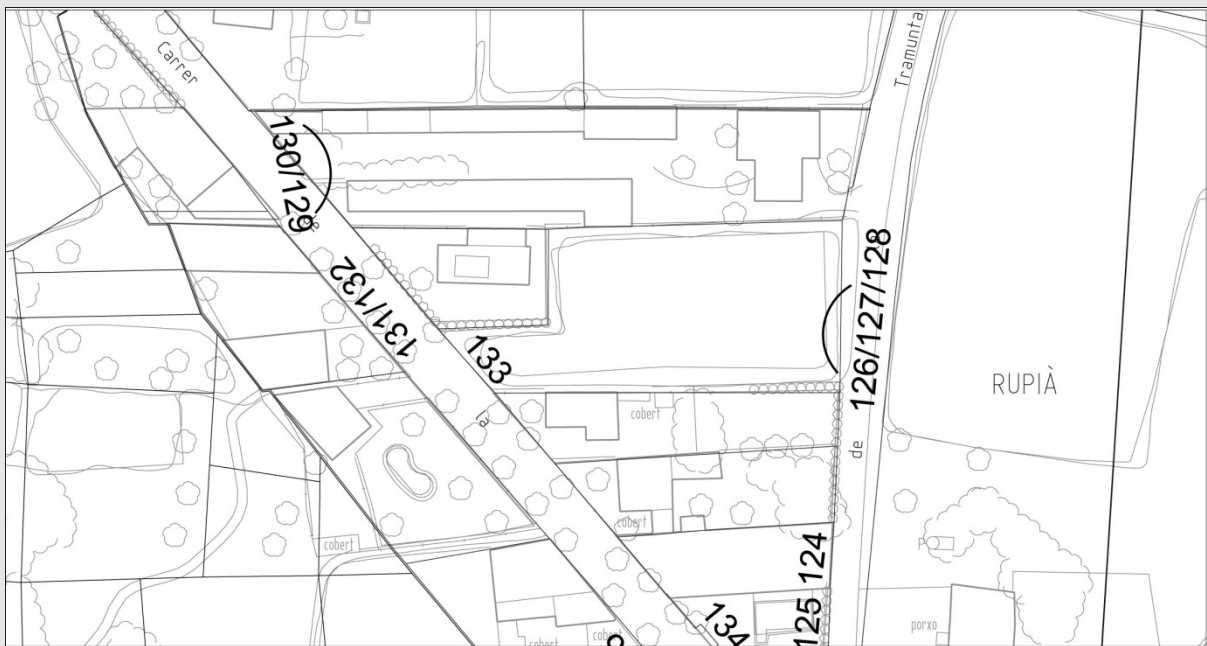 Carrer
Tramunta
130/129
de
131/132
126/127/128
133
RUPIÀ
la
cobert
de
cobert
cobert
124
P
125
134
porxo
cobert
cobert